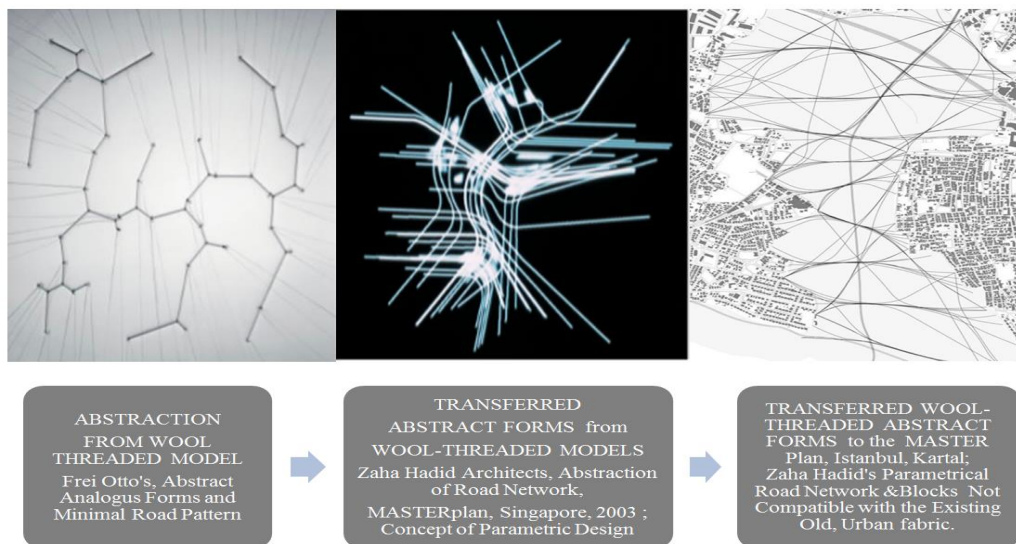 ABSTRACTION
FROM WOOL
THREADED MODEL
Frei Otto's, Abstract
Analogus Forms and
Minimal Road Pattern
TRANSFERRED
ABSTRACT FORMS from
WOOL-THREADED MODELS
Zaha Hadid Architects, Abstraction
of Road Network,
MASTERplan, Singapore, 2003 ;
Concept of Parametric Design
TRANSFERRED WOOL-
THREADED ABSTRACT
FORMS to the MASTER
Plan, Istanbul, Kartal;
Zaha Hadid's Parametrical
Road Network &Blocks Not
Compatible with the Existing
Old, Urban fabric.